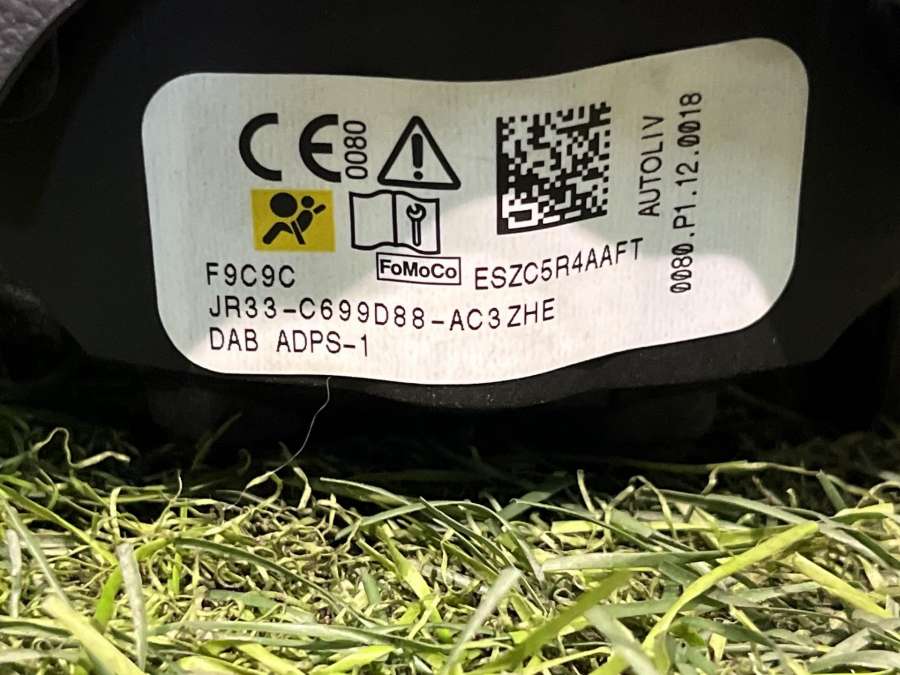 CE 0080
AUTOLIV
0080.P1.12.0018
F9C9C
FoMoCo
ESZC5R4AAFT
JR33-C699D88-AC3ZHE
DAB ADPS-1